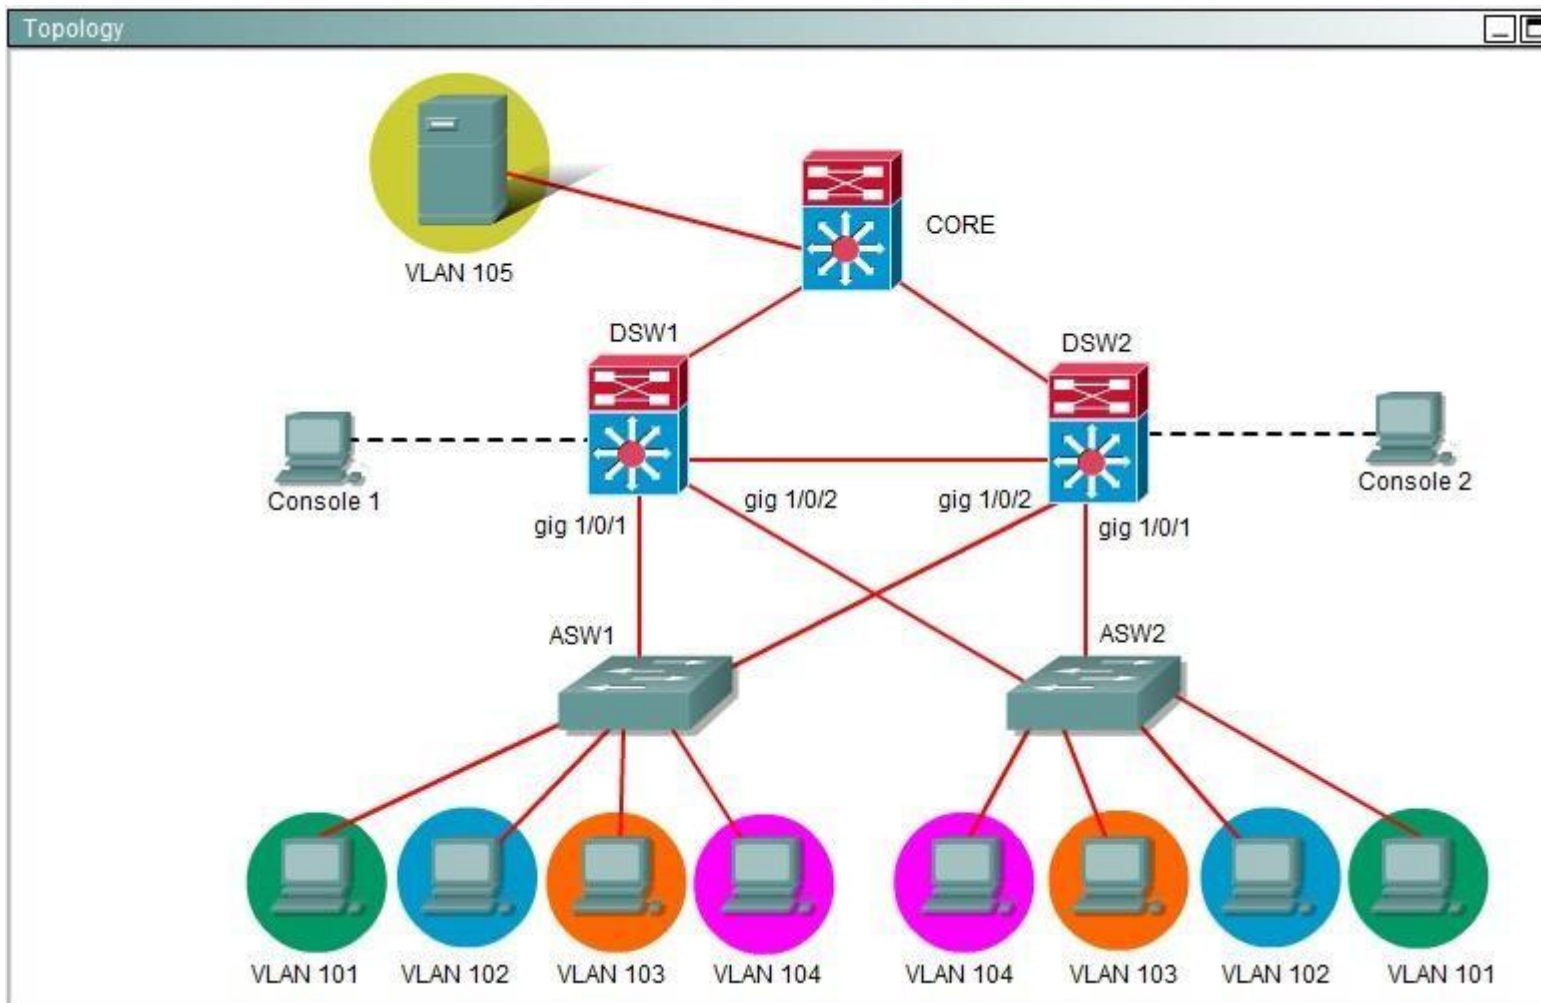 Topology
CORE
VLAN 105
DSW1
DSW2
Console 1
Console 2
gig 1/0/1
gig 1/0/2
gig 1/0/2
gig 1/0/1
ASW1
ASW2
VLAN 101
VLAN 102
VLAN 103
VLAN 104
VLAN 104
VLAN 103
VLAN 102
VLAN 101